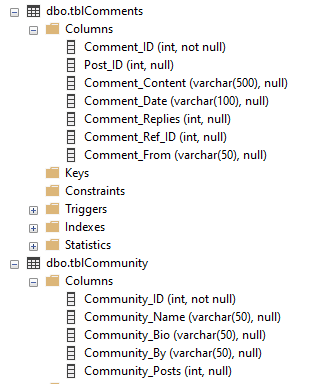 dbo.tblComments
Columns
Comment_ID (int, not null)
Post_ID (int, null)
Comment_Content (varchar(500), null)
Comment_Date (varchar(100), null)
Comment_Replies (int, null)
Comment_Ref_ID (int, null)
Comment_From (varchar(50), null)
Keys
Constraints
Triggers
Indexes
Statistics
dbo.tblCommunity
Columns
Community_ID (int, not null)
Community_Name (varchar(50), null)
Community_Bio (varchar(50), null)
Community_By (varchar(50), null)
Community_Posts (int, null)